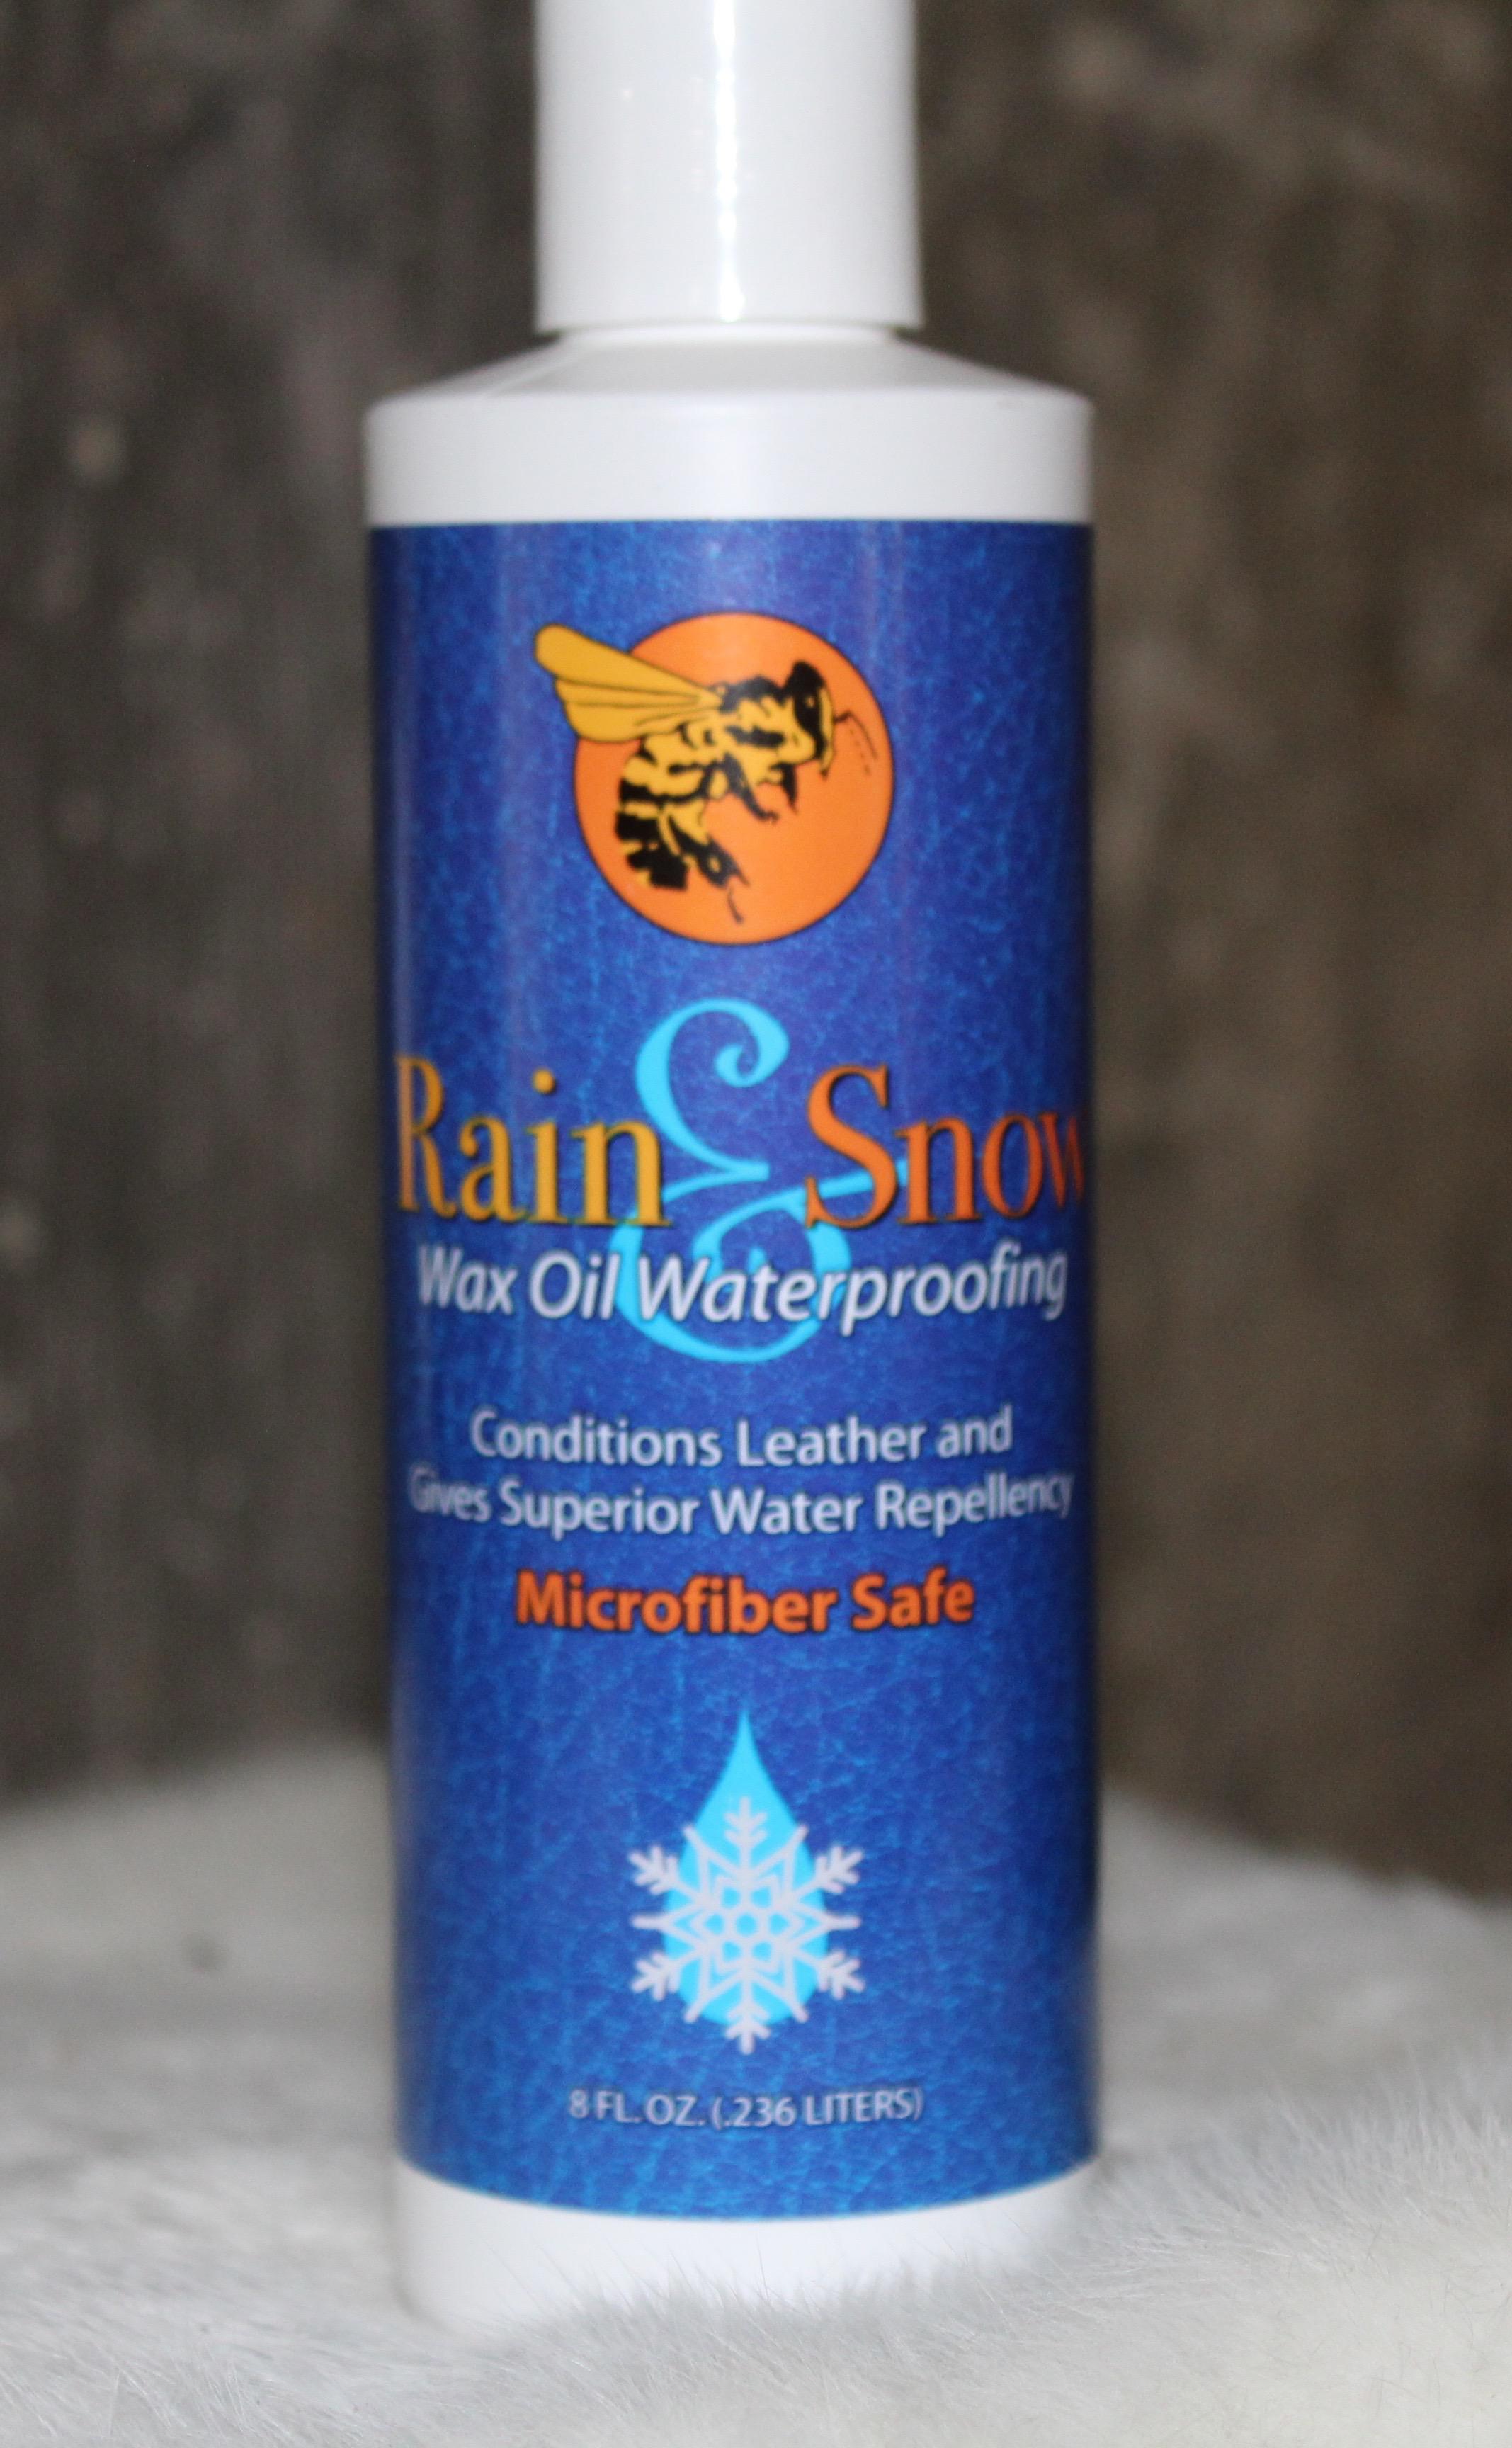 Rain & Snow
Wax Oil Waterproofing
Conditions Leather and
Gives Superior Water Repellency
Microfiber Safe
8 FL. OZ. (.236 LITERS)